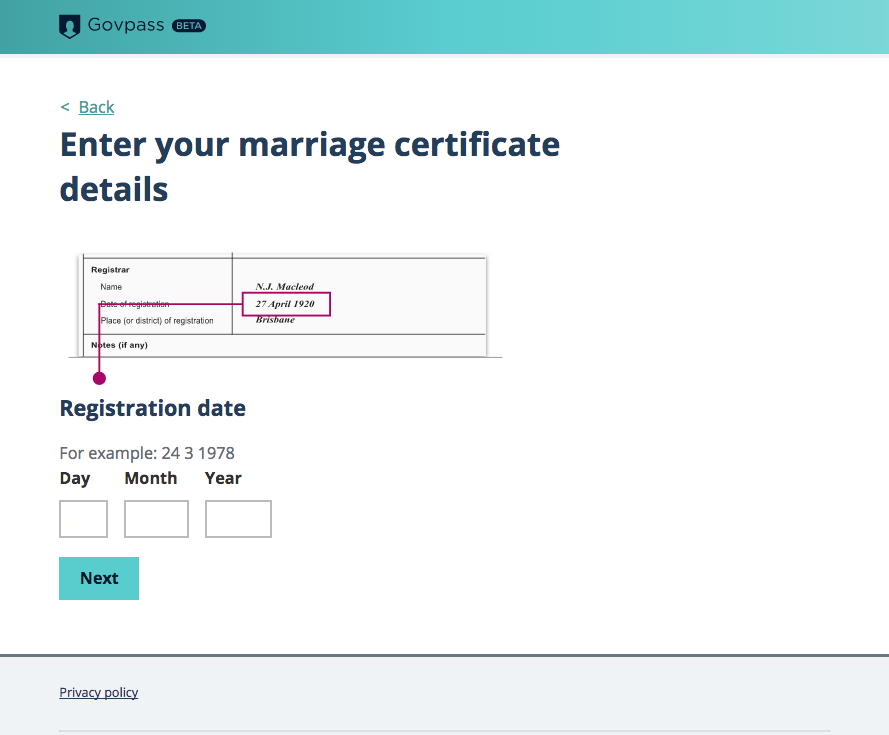 Govpass BETA
< Back
Enter your marriage certificate
details
Registrar
Name N.J. Macleod
Date of registration 27 April 1920
Place (or district) of registration Brisbane
Notes (if any)
Registration date
For example: 24 3 1978
Day Month Year
Next
Privacy policy